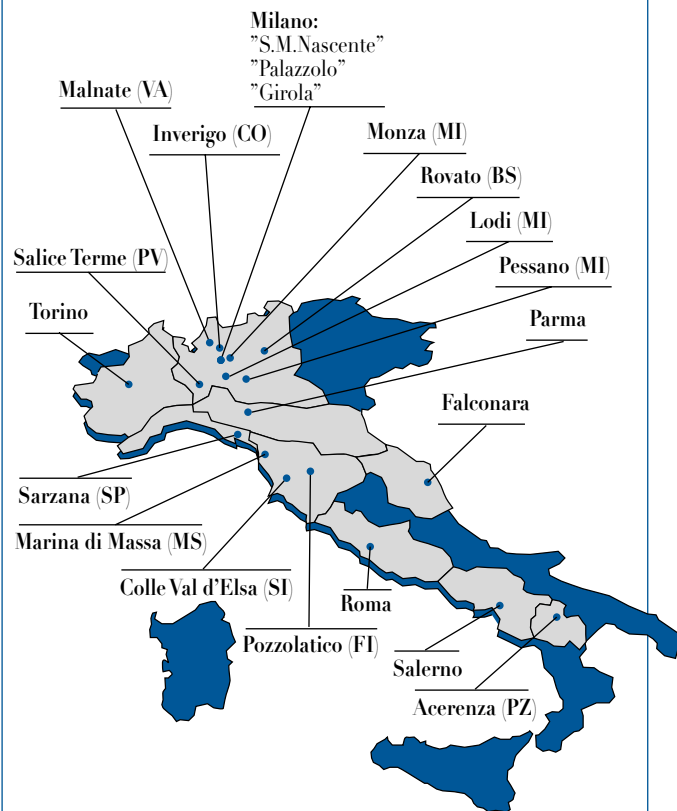 Milano:
"S.M.Nascente"
"Palazzolo"
"Girola"
Malnate (VA)
Inverigo (CO)
Monza (MI)
Rovato (BS)
Lodi (MI)
Salice Terme (PV)
Pessano (MI)
Torino
Parma
Falconara
Sarzana (SP)
Marina di Massa (MS)
Colle Val d'Elsa (SI)
Roma
Pozzolatico (FI)
Salerno
Acerenza (PZ)